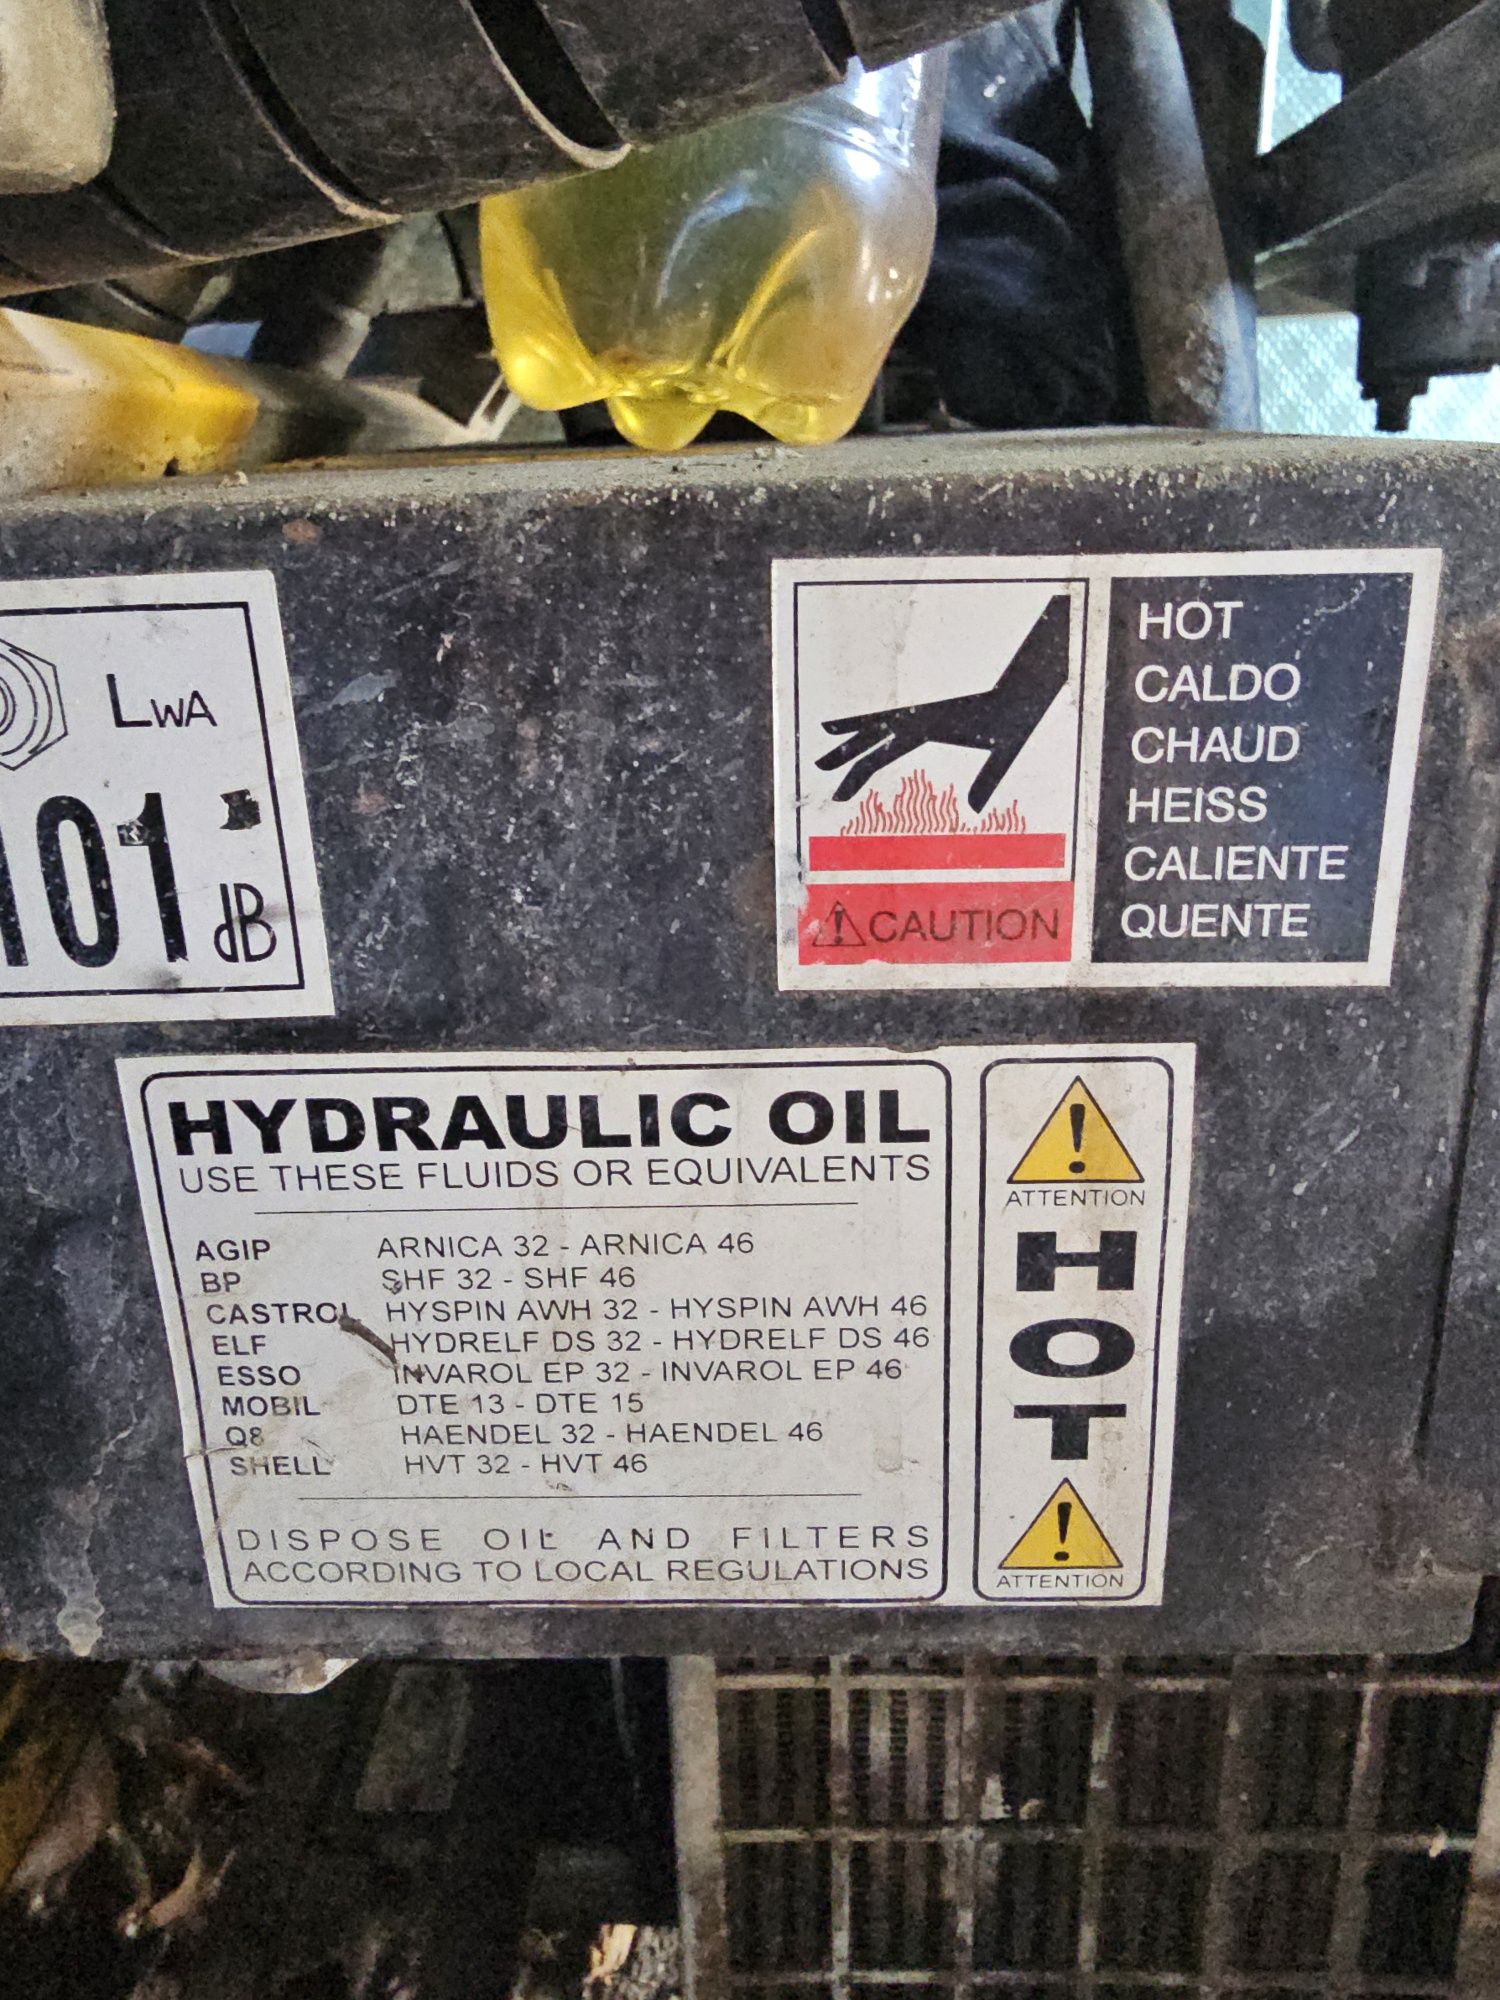 LWA
101
dB
HOT
CALDO
CHAUD
HEISS
CALIENTE
QUENTE
CAUTION
HYDRAULIC OIL
USE THESE FLUIDS OR EQUIVALENTS
AGIP ARNICA 32 - ARNICA 46
BP SHF 32 - SHF 46
CASTROL HYSPIN AWH 32 - HYSPIN AWH 46
ELF HYDRELF DS 32 - HYDRELF DS 46
ESSO INVAROL EP 32 - INVAROL EP 46
MOBIL DTE 13 - DTE 15
Q8 HAENDEL 32 - HAENDEL 46
SHELL HVT 32 - HVT 46
DISPOSE OIL AND FILTERS
ACCORDING TO LOCAL REGULATIONS
ATTENTION
HOT
ATTENTION